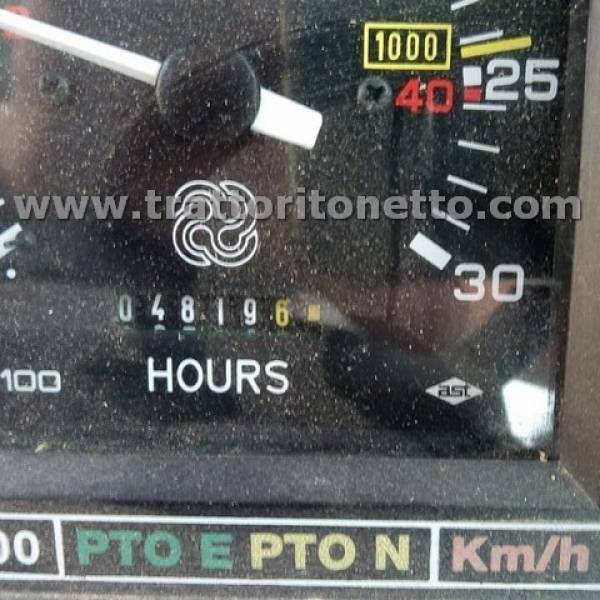 1000
40 25
www.trattoritonetto.com
30
048196
100 HOURS
ast
00 PTO E PTO N Km/h